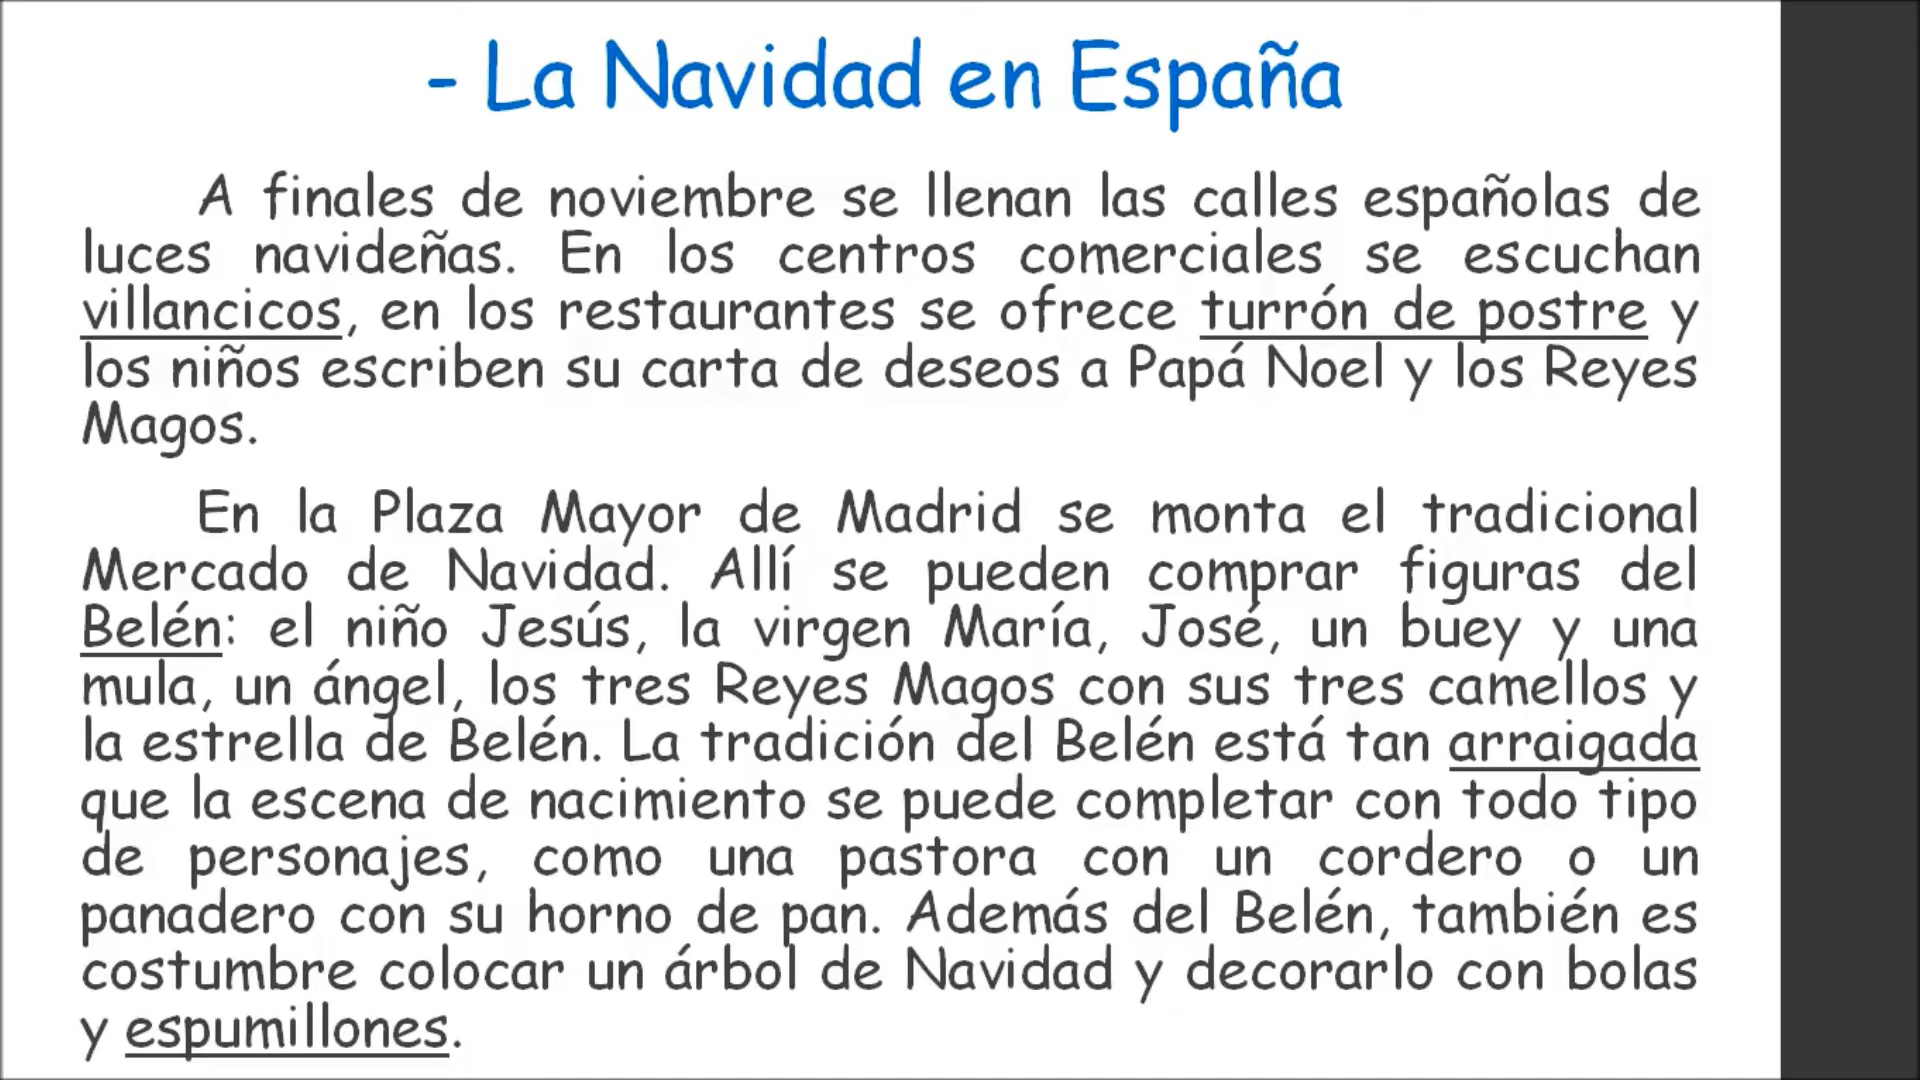 - La Navidad en España
A finales de noviembre se llenan las calles españolas de
luces navideñas. En los centros comerciales se escuchan
villancicos, en los restaurantes se ofrece turrón de postre y
los niños escriben su carta de deseos a Papá Noel y los Reyes
Magos.
En la Plaza Mayor de Madrid se monta el tradicional
Mercado de Navidad. Allí se pueden comprar figuras del
Belén: el niño Jesús, la virgen María, José, un buey y una
mula, un ángel, los tres Reyes Magos con sus tres camellos y
la estrella de Belén. La tradición del Belén está tan arraigada
que la escena de nacimiento se puede completar con todo tipo
de personajes, como una pastora con un cordero o un
panadero con su horno de pan. Además del Belén, también es
costumbre colocar un árbol de Navidad y decorarlo con bolas
y espumillones.